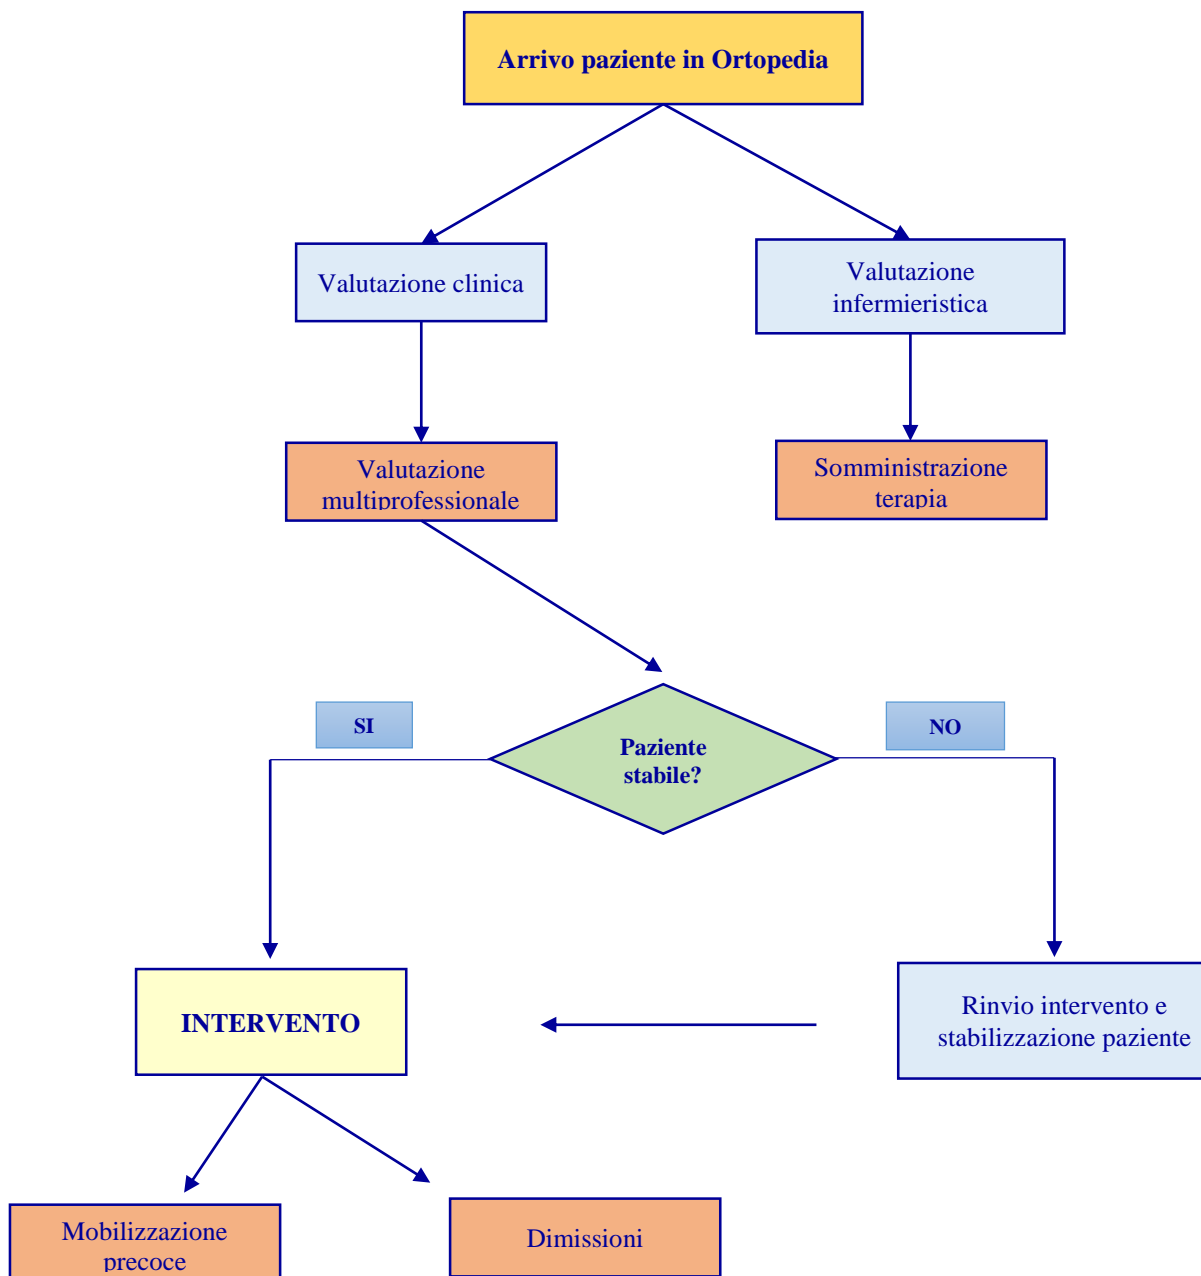 Arrivo paziente in Ortopedia
Valutazione clinica
Valutazione
infermieristica
Valutazione
multiprofessionale
Somministrazione
terapia
SI
NO
Paziente
stabile?
INTERVENTO
Rinvio intervento e
stabilizzazione paziente
Mobilizzazione
precoce
Dimissioni